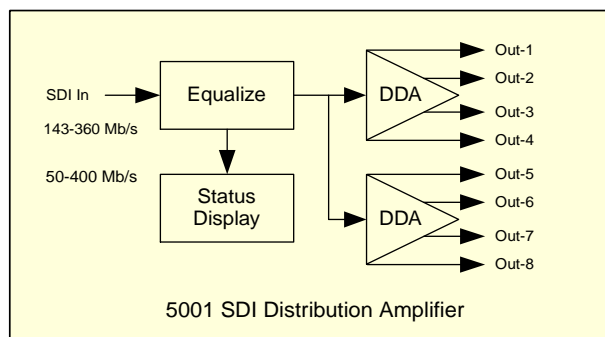 SDI In
143-360 Mb/s
50-400 Mb/s
Equalize
Status
Display
DDA
Out-1
Out-2
Out-3
Out-4
DDA
Out-5
Out-6
Out-7
Out-8
5001 SDI Distribution Amplifier